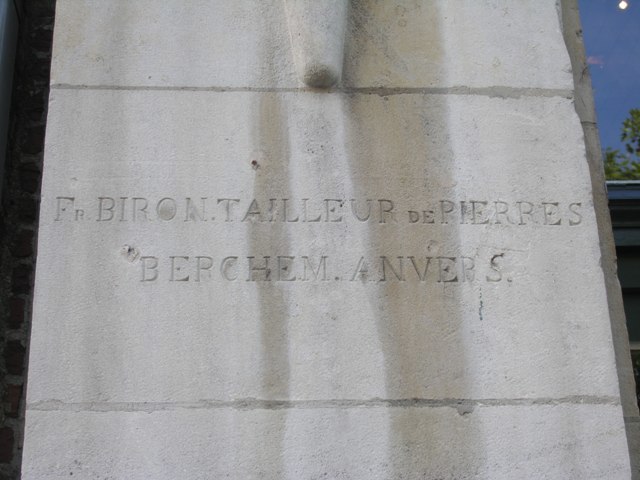 Fr BIRON. TAILLEUR DE PIERRES
BERCHEM. ANVERS.